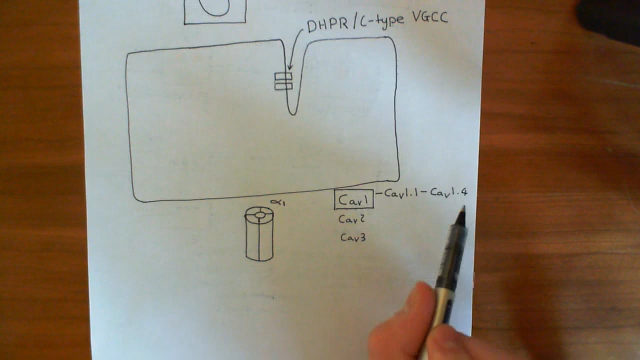 DHPR/L-type VGCC
α1
Cav1 - Cav1.1 - Cav1.4
Cav2
Cav3